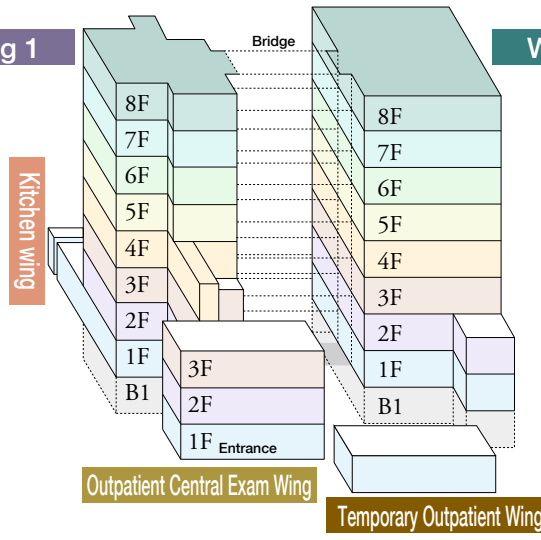 g 1
Bridge
W
8F
7F
6F
5F
4F
3F
2F
1F
B1
Kitchen wing
8F
7F
6F
5F
4F
3F
2F
1F
B1
3F
2F
1F Entrance
Outpatient Central Exam Wing
Temporary Outpatient Wing